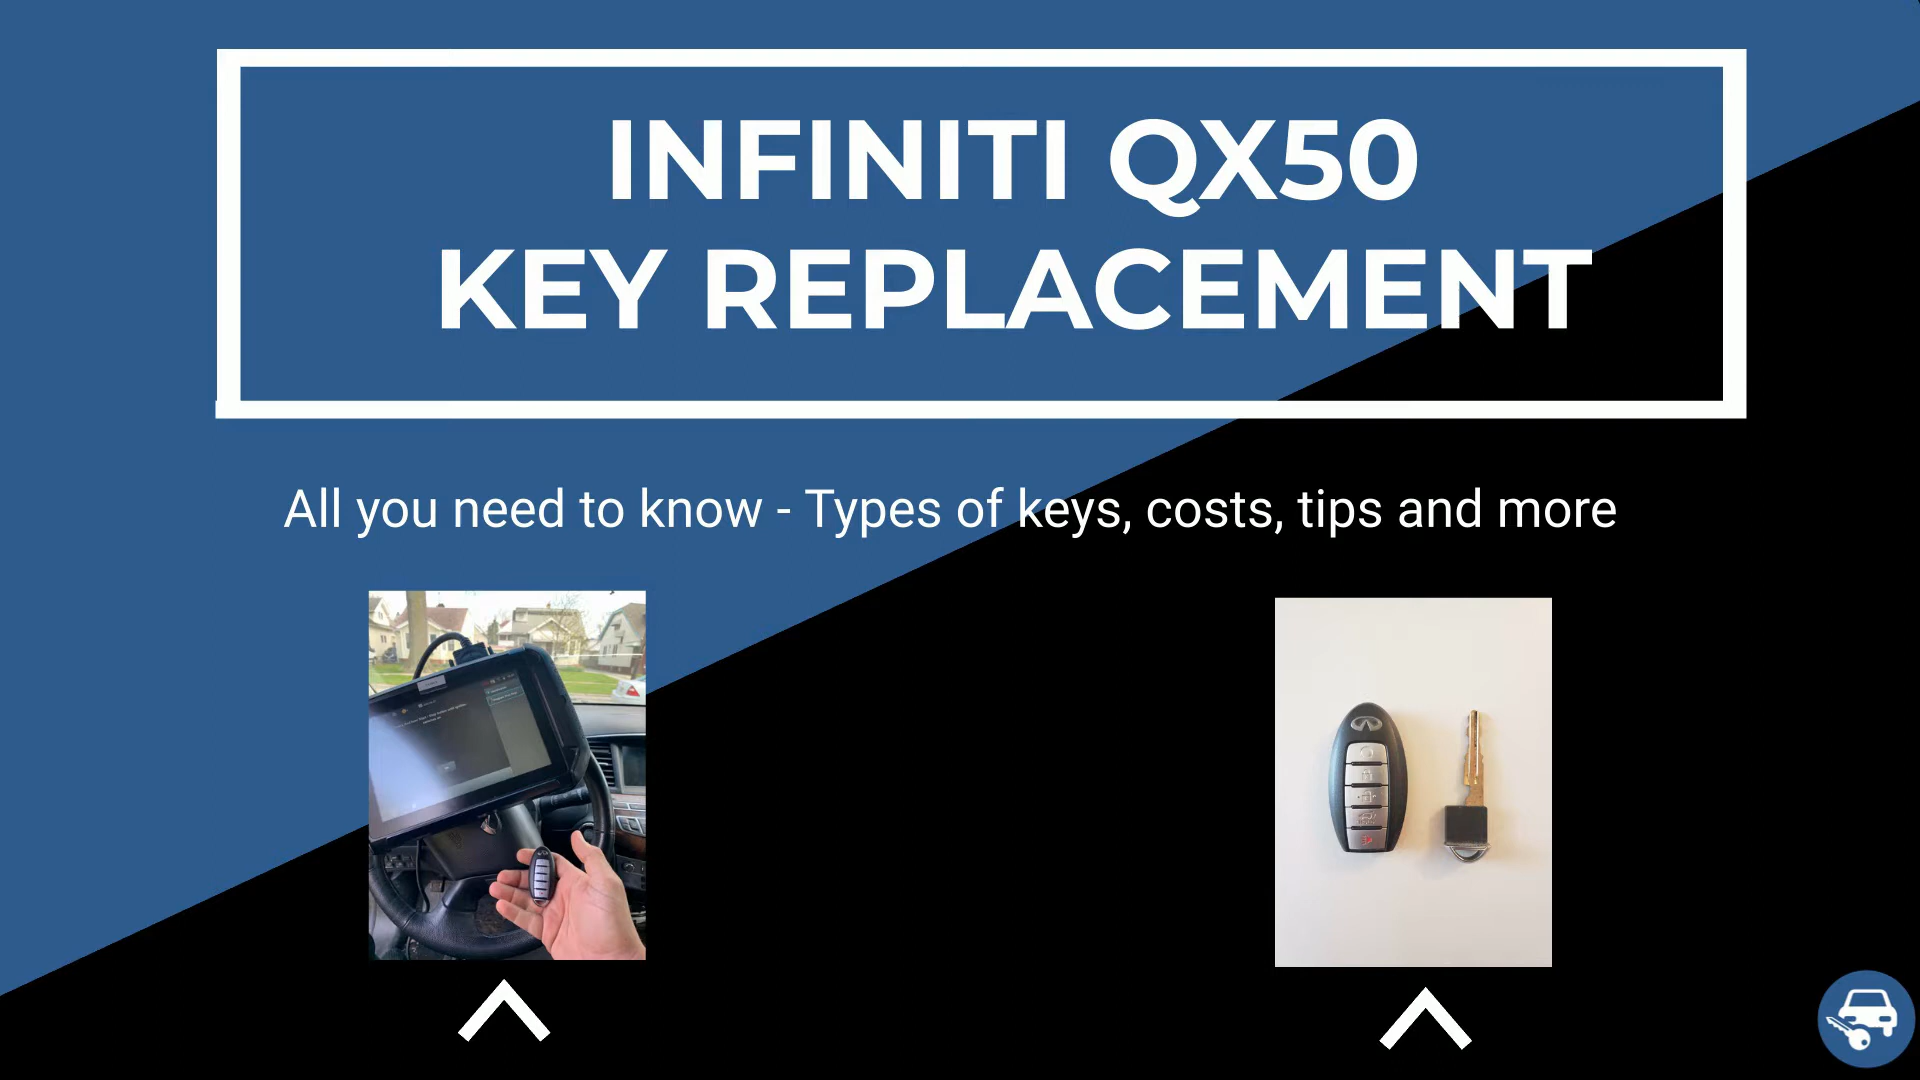 INFINITI QX50
KEY REPLACEMENT
All you need to know - Types of keys, costs, tips and more